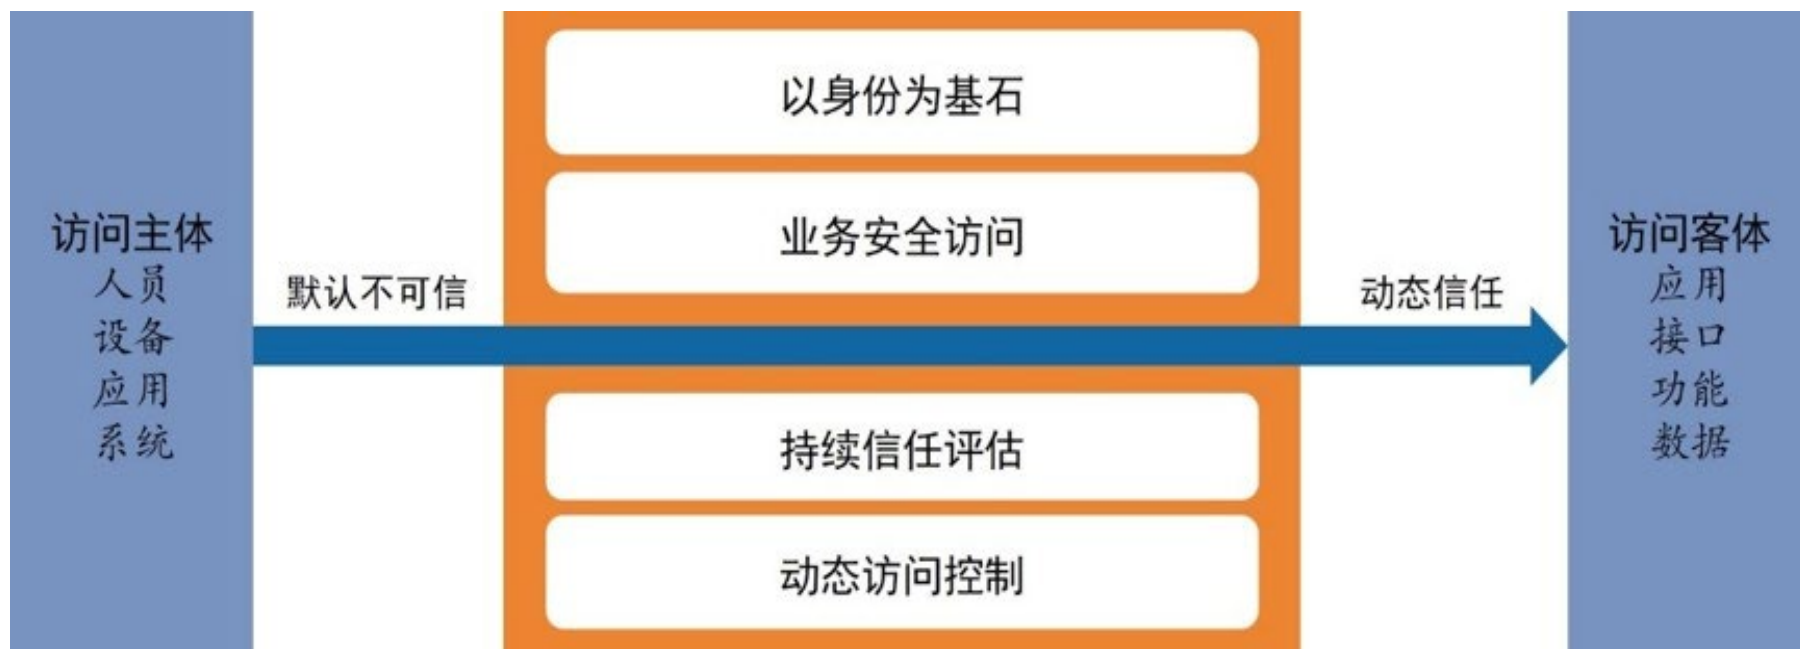 访问主体
人员
设备
应用
系统
默认不可信
以身份为基石
业务安全访问
持续信任评估
动态访问控制
动态信任
访问客体
应用
接口
功能
数据